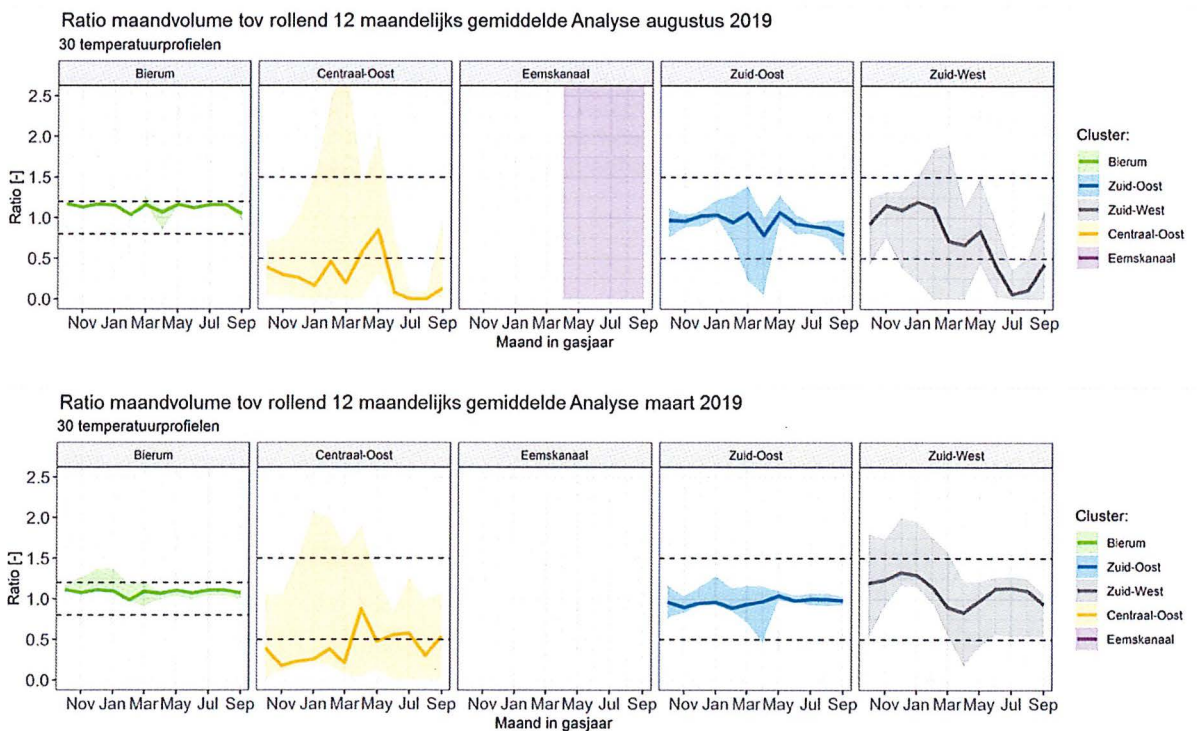 Ratio maandvolume tov rollend 12 maandelijks gemiddelde Analyse augustus 2019
30 temperatuurprofielen
Bierum Centraal-Oost Eemskanaal Zuid-Oost Zuid-West
Ratio [-]
2.5
2.0
1.5
1.0
0.5
0.0
Nov Jan Mar May Jul Sep Nov Jan Mar May Jul Sep Nov Jan Mar May Jul Sep Nov Jan Mar May Jul Sep Nov Jan Mar May Jul Sep
Maand in gasjaar
Cluster:
Bierum
Zuid-Oost
Zuid-West
Centraal-Oost
Eemskanaal
Ratio maandvolume tov rollend 12 maandelijks gemiddelde Analyse maart 2019
30 temperatuurprofielen
Bierum Centraal-Oost Eemskanaal Zuid-Oost Zuid-West
Ratio [-]
2.5
2.0
1.5
1.0
0.5
0.0
Nov Jan Mar May Jul Sep Nov Jan Mar May Jul Sep Nov Jan Mar May Jul Sep Nov Jan Mar May Jul Sep Nov Jan Mar May Jul Sep
Maand in gasjaar
Cluster:
Bierum
Zuid-Oost
Zuid-West
Centraal-Oost
Eemskanaal